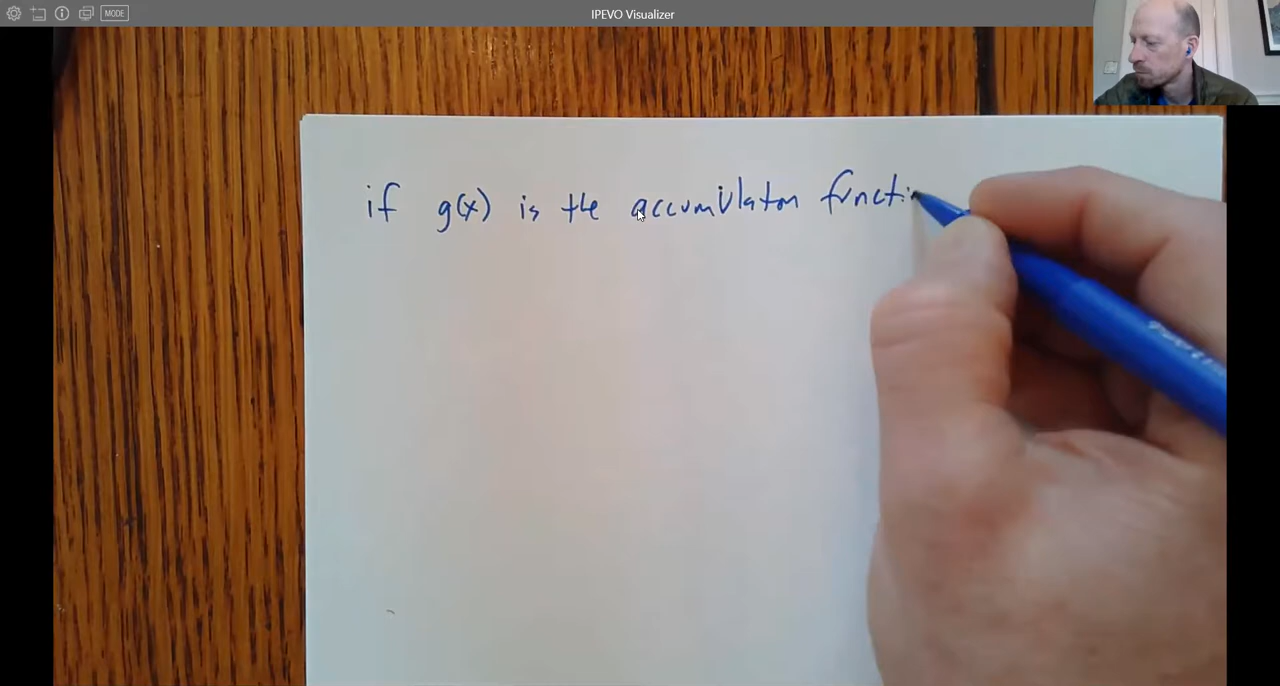 MODE
IPEVO Visualizer
if g(x) is the accumulaton functi